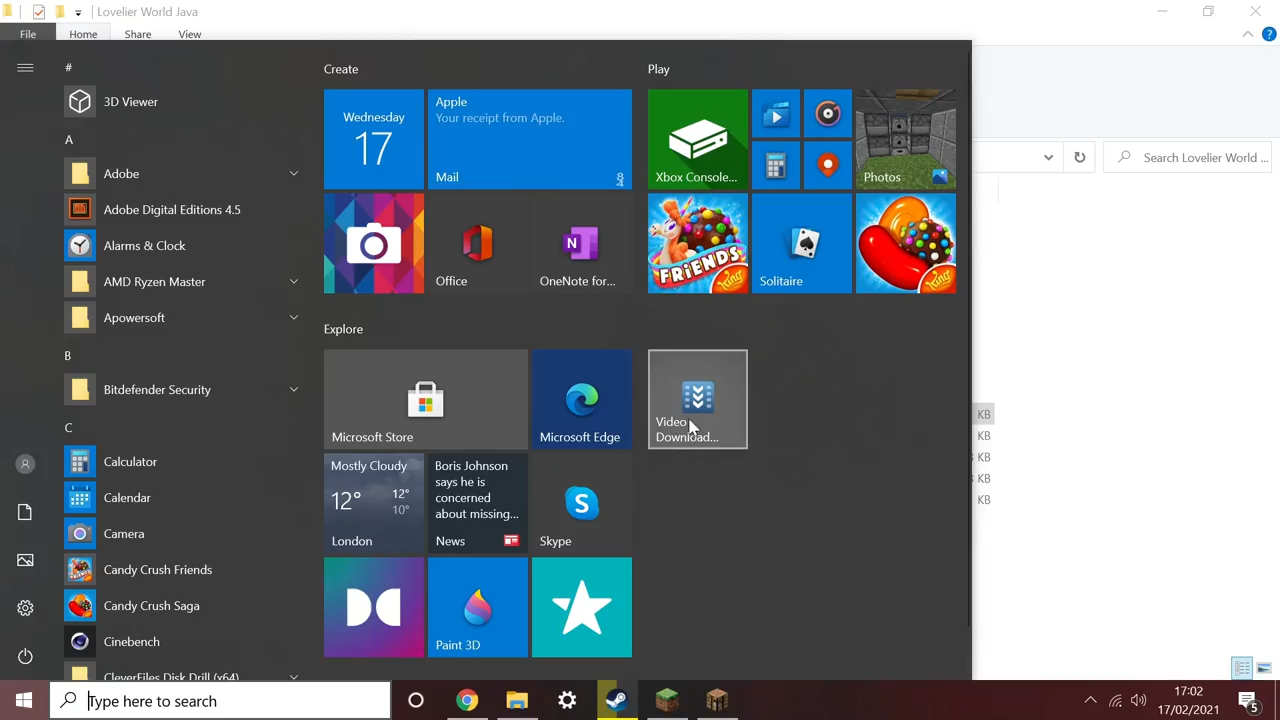 Lovelier World Java
File
Home
Share
View
?
Search Lovelier World ...
#
3D Viewer
A
Adobe
Adobe Digital Editions 4.5
Alarms & Clock
AMD Ryzen Master
Apowersoft
B
Bitdefender Security
C
Calculator
Calendar
Camera
Candy Crush Friends
Candy Crush Saga
Cinebench
CleverFiles Disk Drill (x64)
Create
Wednesday
17
Apple
Your receipt from Apple.
Mail
Office
N
OneNote for...
Explore
Microsoft Store
Microsoft Edge
Mostly Cloudy
12°
12°
10°
London
Boris Johnson
says he is
concerned
about missing...
News
S
Skype
Paint 3D
Play
Xbox Console...
Photos
FRIENDS
King
Solitaire
King
Video
Download...
KB
KB
KB
KB
KB
Type here to search
17:02
17/02/2021
5